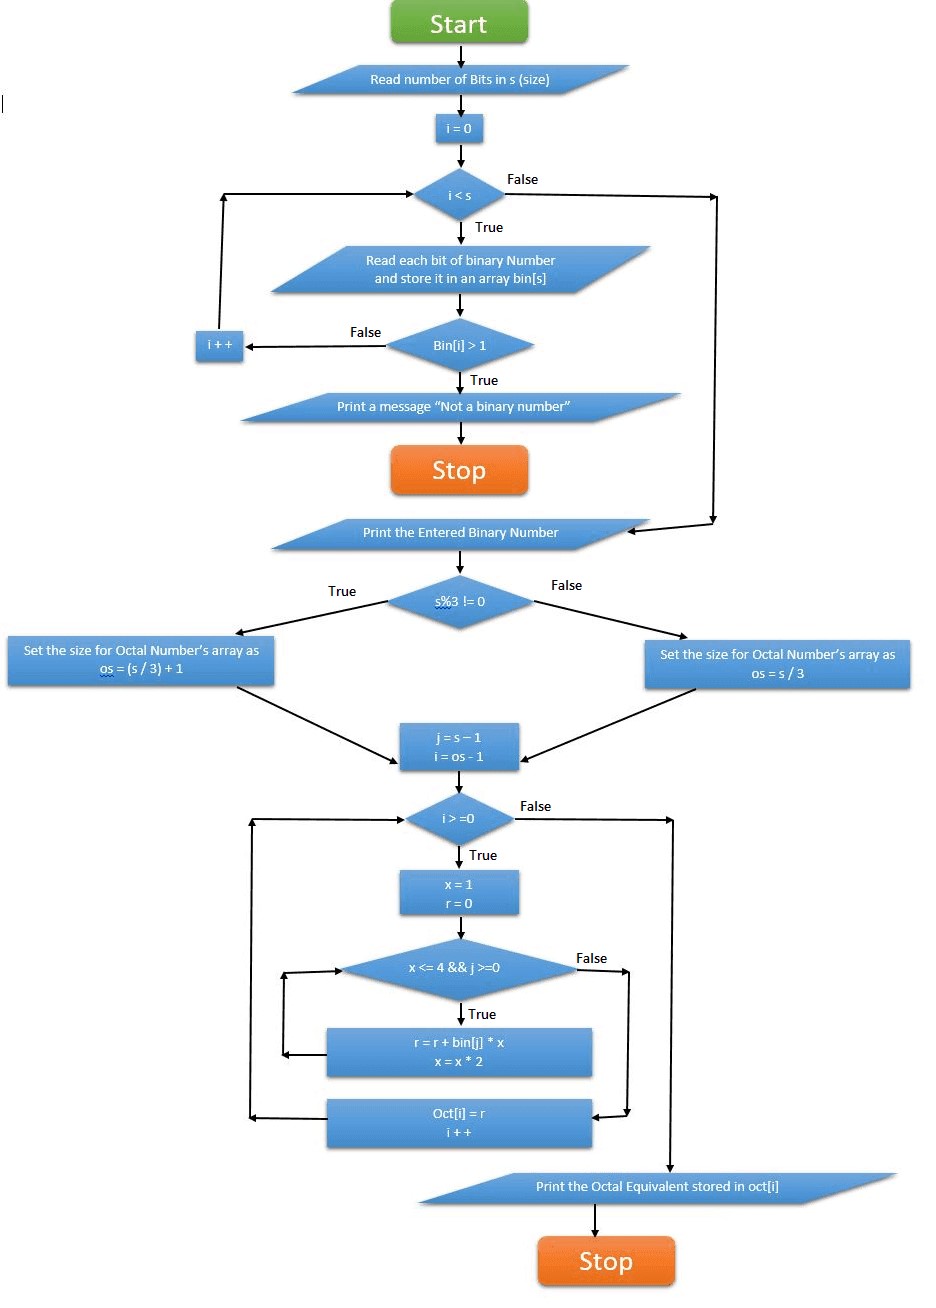 Start
Read number of Bits in s (size)
i = 0
i < s
False
True
Read each bit of binary Number
and store it in an array bin[s]
False
i + +
Bin[i] > 1
True
Print a message “Not a binary number”
Stop
Print the Entered Binary Number
True
s%3 != 0
False
Set the size for Octal Number's array as
os = (s / 3) + 1
Set the size for Octal Number's array as
os = s / 3
j = s – 1
i = os - 1
i > =0
False
True
x = 1
r = 0
x <= 4 && j >=0
False
True
r = r + bin[j] * x
x = x * 2
Oct[i] = r
i + +
Print the Octal Equivalent stored in oct[i]
Stop